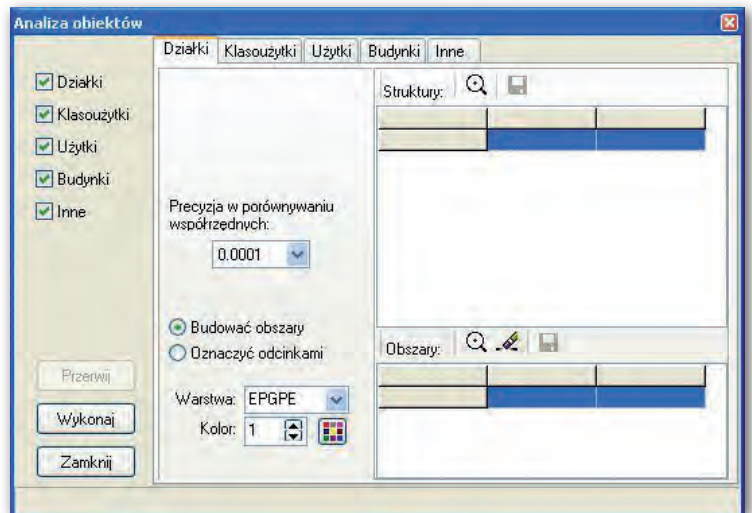 Analiza obiektów
Działki Klasoużytki Użytki Budynki Inne
Działki
Klasoużytki
Użytki
Budynki
Inne
Precyzja w porównywaniu
współrzędnych:
0.0001
Budować obszary
Oznaczyć odcinkami
Warstwa: EPGPE
Kolor: 1
Struktury:
Obszary:
Przerwij
Wykonaj
Zamknij